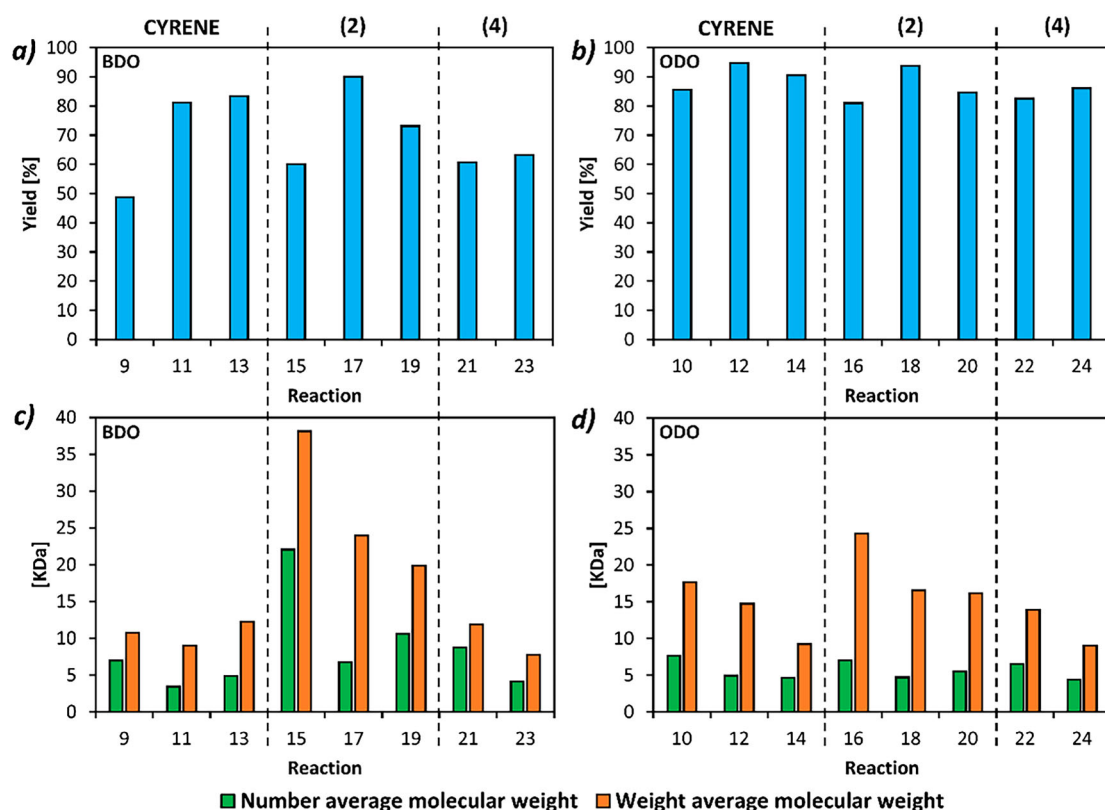 CYRENE (2) (4)
a)
BDO
Yield [%]
100
90
80
70
60
50
40
30
20
10
0
9 11 13 15 17 19 21 23
Reaction
CYRENE (2) (4)
b)
ODO
Yield [%]
100
90
80
70
60
50
40
30
20
10
0
10 12 14 16 18 20 22 24
Reaction
c)
BDO
[KDa]
40
35
30
25
20
15
10
5
0
9 11 13 15 17 19 21 23
Reaction
d)
ODO
[KDa]
40
35
30
25
20
15
10
5
0
10 12 14 16 18 20 22 24
Reaction
Number average molecular weight Weight average molecular weight